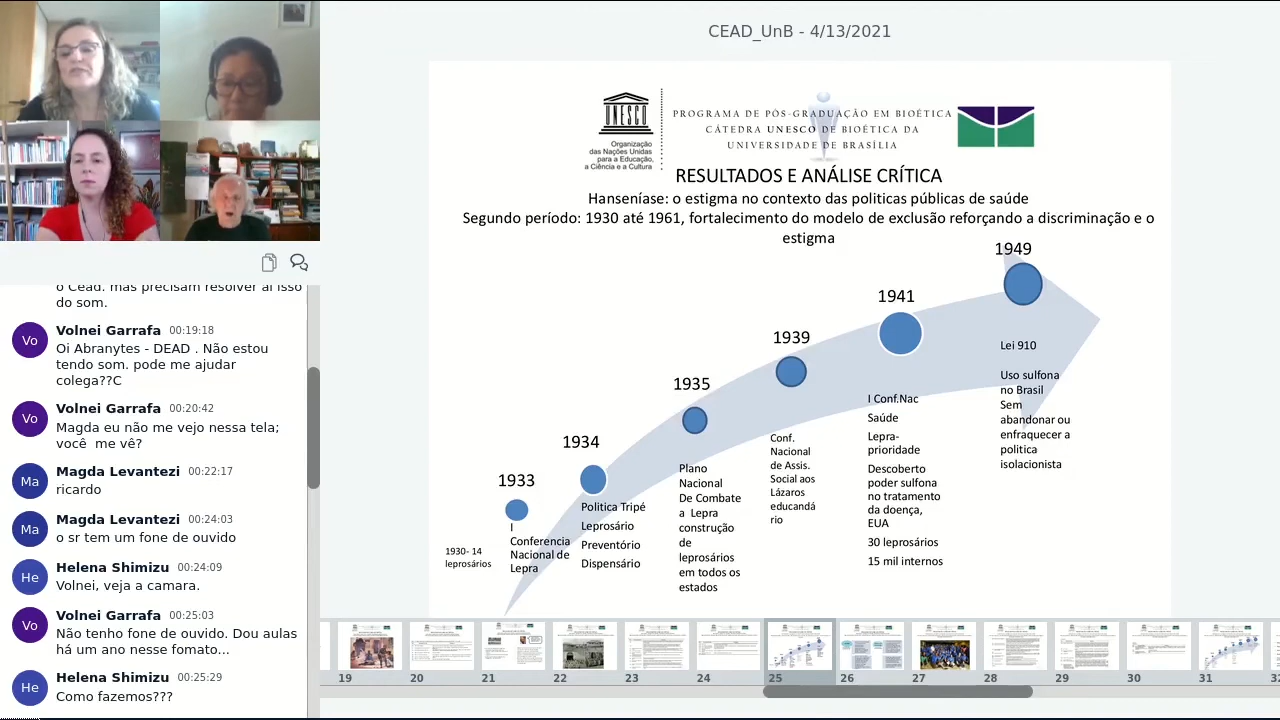 CEAD_UnB - 4/13/2021
o Cead. mas precisam resolver aí isso
do som.
Vo
Volnei Garrafa 00:19:18
Oi Abranytes - DEAD . Não estou
tendo som. pode me ajudar
colega??C
Vo
Volnei Garrafa 00:20:42
Magda eu não me vejo nessa tela;
você me vê?
Ma
Magda Levantezi 00:22:17
ricardo
Ma
Magda Levantezi 00:24:03
o sr tem um fone de ouvido
He
Helena Shimizu 00:24:09
Volnei, veja a camara.
Vo
Volnei Garrafa 00:25:03
Não tenho fone de ouvido. Dou aulas
há um ano nesse fomato...
He
Helena Shimizu 00:25:29
Como fazemos???
UNESCO
Organização
das Nações Unidas
para a Educação,
a Ciência e a Cultura
PROGRAMA DE PÓS-GRADUAÇÃO EM BIOÉTICA
CÁTEDRA UNESCO DE BIOÉTICA DA
UNIVERSIDADE DE BRASÍLIA
RESULTADOS E ANÁLISE CRÍTICA
Hanseníase: o estigma no contexto das politicas públicas de saúde
Segundo período: 1930 até 1961, fortalecimento do modelo de exclusão reforçando a discriminação e o
estigma
1930- 14
leprosários
1933
I
Conferencia
Nacional de
Lepra
1934
Politica Tripé
Leprosário
Preventório
Dispensário
1935
Plano
Nacional
De Combate
a Lepra
construção
de
leprosários
em todos os
estados
1939
Conf.
Nacional
de Assis.
Social aos
Lázaros
educandá
rio
1941
I Conf.Nac
Saúde
Lepra-
prioridade
Descoberto
poder sulfona
no tratamento
da doença,
EUA
30 leprosários
15 mil internos
1949
Lei 910
Uso sulfona
no Brasil
Sem
abandonar ou
enfraquecer a
politica
isolacionista
19
20
21
22
23
24
25
26
27
28
29
30
31